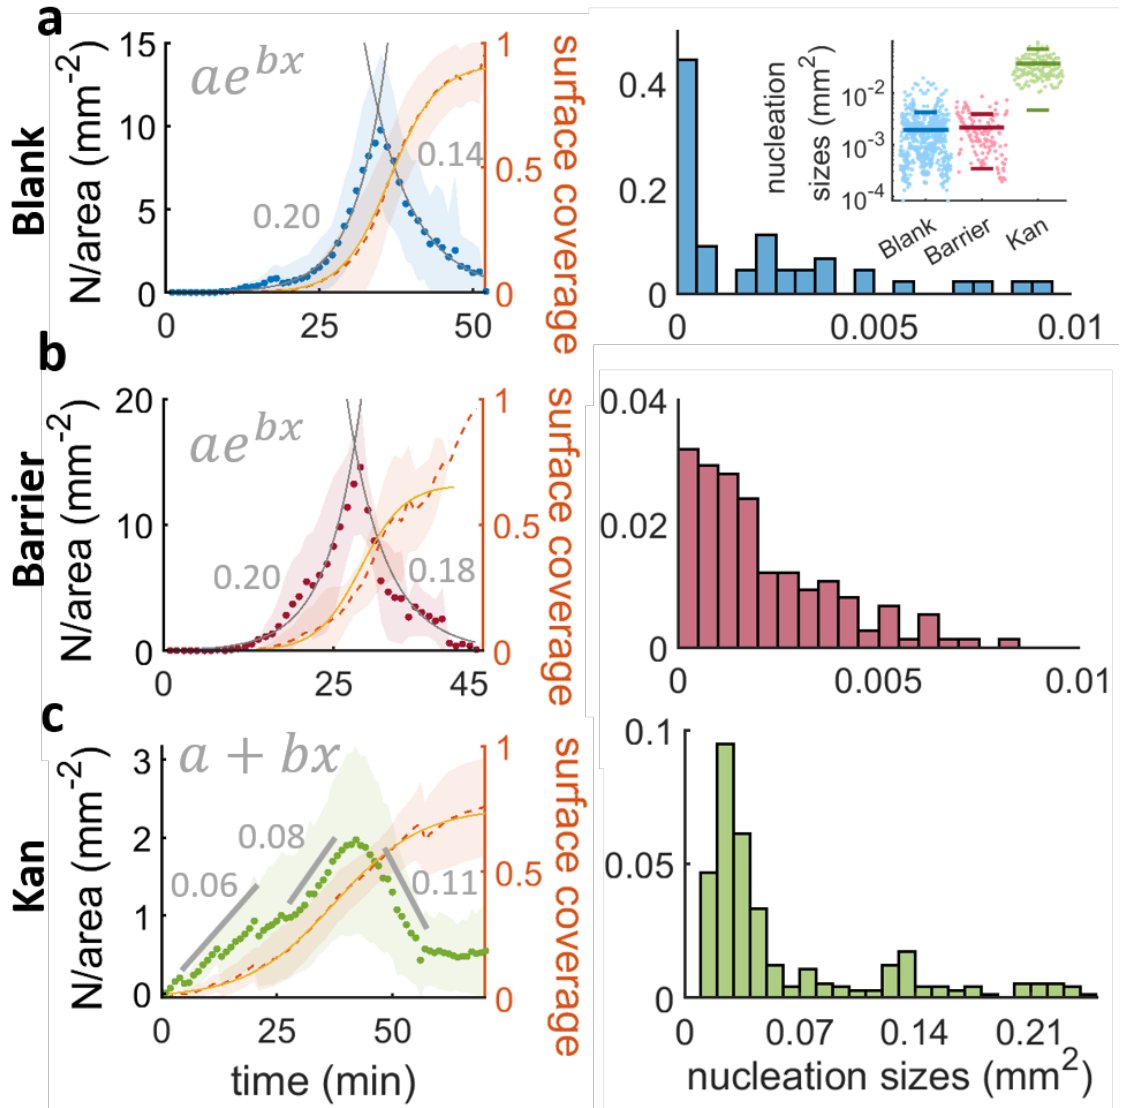 a
Blank
N/area (mm⁻²)
15
10
5
0
ae^{bx}
0.20
0.14
1
0.5
0
surface coverage
0
25
50
0.4
0.2
0
0
0.005
0.01
nucleation
sizes (mm²)
10⁻²
10⁻³
10⁻⁴
Blank
Barrier
Kan
b
Barrier
N/area (mm⁻²)
20
10
0
ae^{bx}
0.20
0.18
1
0.5
0
surface coverage
0
25
45
0.04
0.02
0
0
0.005
0.01
c
Kan
N/area (mm⁻²)
3
2
1
0
a + bx
0.06
0.08
0.11
1
0.5
0
surface coverage
0
25
50
time (min)
0.1
0.05
0
0
0.07
0.14
0.21
nucleation sizes (mm²)